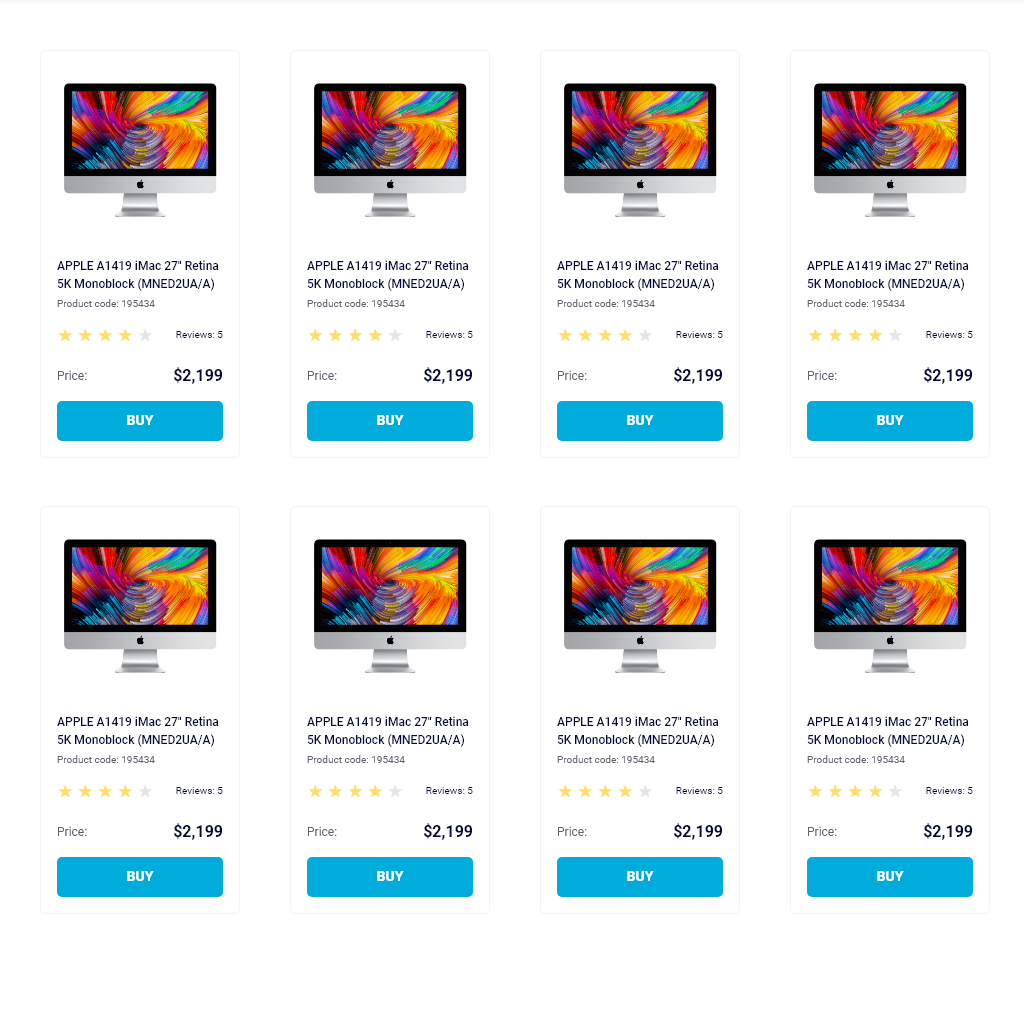 APPLE A1419 iMac 27" Retina
5K Monoblock (MNED2UA/A)
Product code: 195434
Reviews: 5
Price: $2,199
BUY
APPLE A1419 iMac 27" Retina
5K Monoblock (MNED2UA/A)
Product code: 195434
Reviews: 5
Price: $2,199
BUY
APPLE A1419 iMac 27" Retina
5K Monoblock (MNED2UA/A)
Product code: 195434
Reviews: 5
Price: $2,199
BUY
APPLE A1419 iMac 27" Retina
5K Monoblock (MNED2UA/A)
Product code: 195434
Reviews: 5
Price: $2,199
BUY
APPLE A1419 iMac 27" Retina
5K Monoblock (MNED2UA/A)
Product code: 195434
Reviews: 5
Price: $2,199
BUY
APPLE A1419 iMac 27" Retina
5K Monoblock (MNED2UA/A)
Product code: 195434
Reviews: 5
Price: $2,199
BUY
APPLE A1419 iMac 27" Retina
5K Monoblock (MNED2UA/A)
Product code: 195434
Reviews: 5
Price: $2,199
BUY
APPLE A1419 iMac 27" Retina
5K Monoblock (MNED2UA/A)
Product code: 195434
Reviews: 5
Price: $2,199
BUY